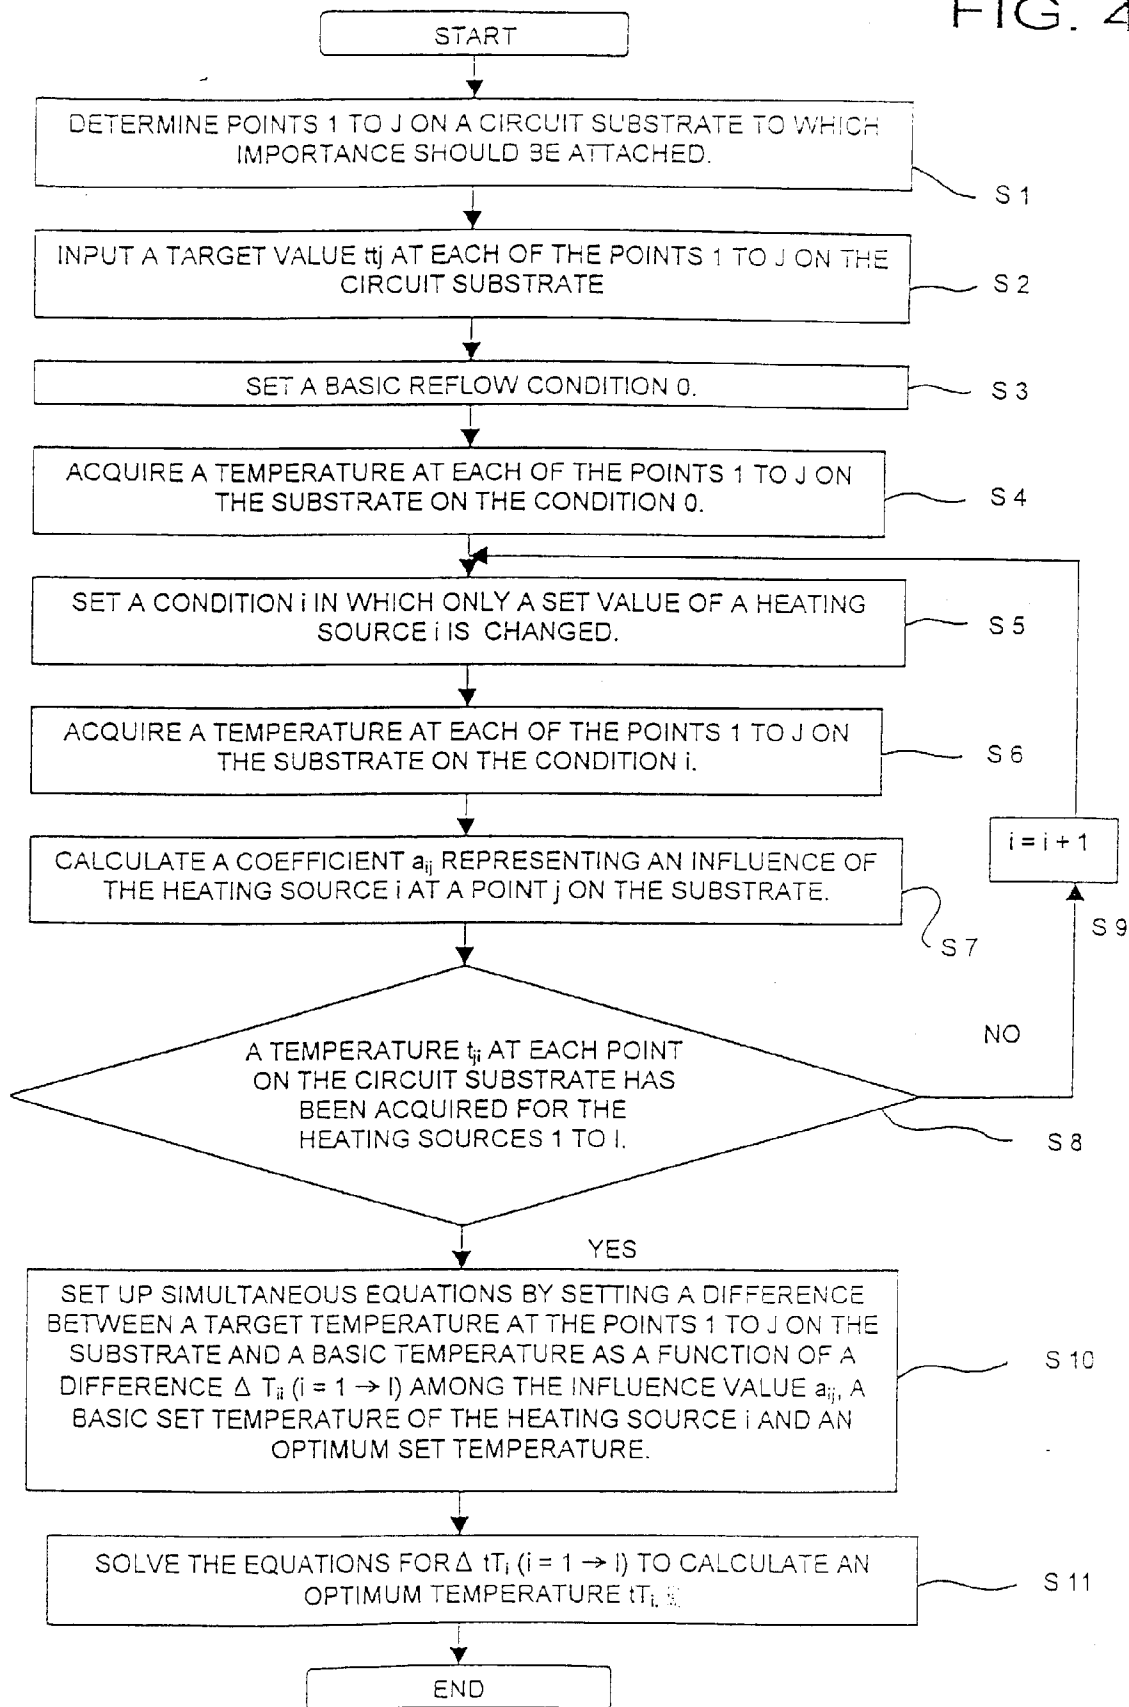 FIG. 4
START
DETERMINE POINTS 1 TO J ON A CIRCUIT SUBSTRATE TO WHICH
IMPORTANCE SHOULD BE ATTACHED.
S 1
INPUT A TARGET VALUE ttj AT EACH OF THE POINTS 1 TO J ON THE
CIRCUIT SUBSTRATE
S 2
SET A BASIC REFLOW CONDITION 0.
S 3
ACQUIRE A TEMPERATURE AT EACH OF THE POINTS 1 TO J ON
THE SUBSTRATE ON THE CONDITION 0.
S 4
SET A CONDITION i IN WHICH ONLY A SET VALUE OF A HEATING
SOURCE i IS CHANGED.
S 5
ACQUIRE A TEMPERATURE AT EACH OF THE POINTS 1 TO J ON
THE SUBSTRATE ON THE CONDITION i.
S 6
i = i + 1
S 9
CALCULATE A COEFFICIENT aij REPRESENTING AN INFLUENCE OF
THE HEATING SOURCE i AT A POINT j ON THE SUBSTRATE.
S 7
NO
A TEMPERATURE tji AT EACH POINT
ON THE CIRCUIT SUBSTRATE HAS
BEEN ACQUIRED FOR THE
HEATING SOURCES 1 TO I.
S 8
YES
SET UP SIMULTANEOUS EQUATIONS BY SETTING A DIFFERENCE
BETWEEN A TARGET TEMPERATURE AT THE POINTS 1 TO J ON THE
SUBSTRATE AND A BASIC TEMPERATURE AS A FUNCTION OF A
DIFFERENCE Δ Tii (i = 1 → I) AMONG THE INFLUENCE VALUE aij, A
BASIC SET TEMPERATURE OF THE HEATING SOURCE i AND AN
OPTIMUM SET TEMPERATURE.
S 10
SOLVE THE EQUATIONS FOR Δ tTi (i = 1 → I) TO CALCULATE AN
OPTIMUM TEMPERATURE tTi.
S 11
END